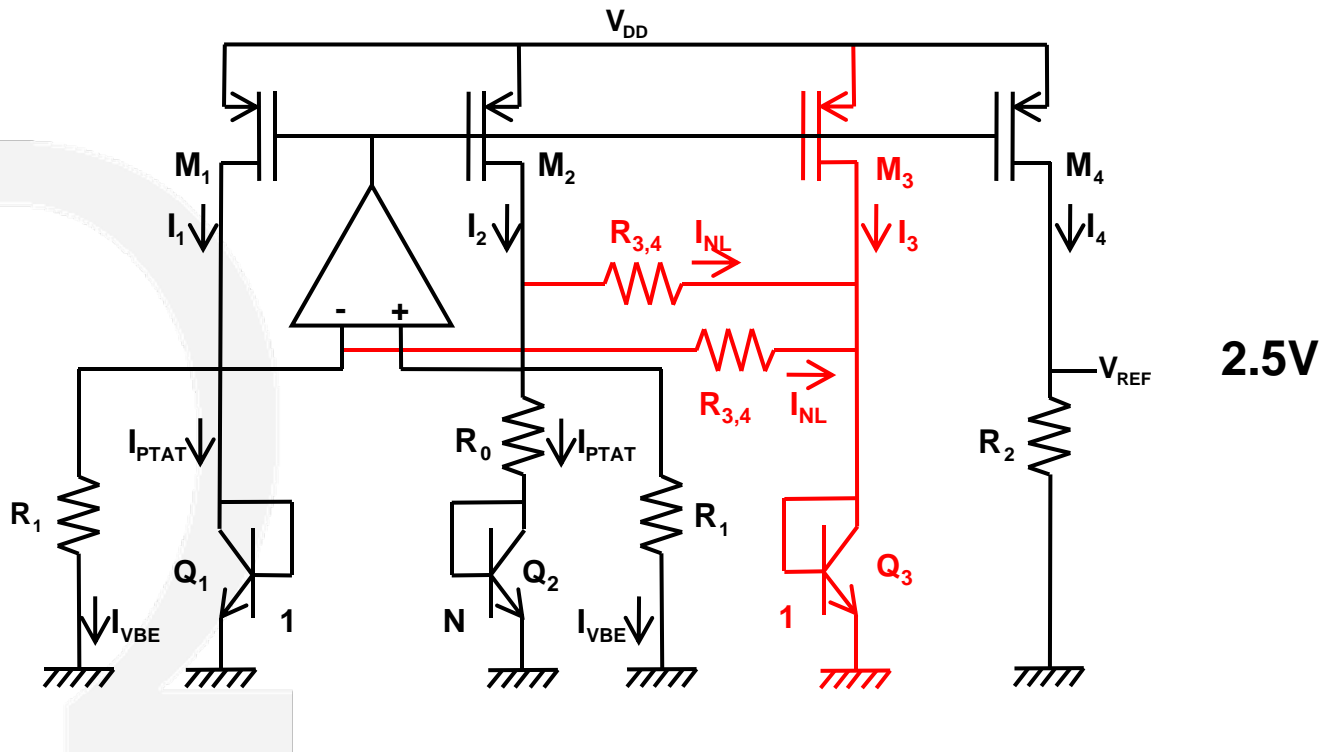 VDD
M1
M2
M3
M4
I1
I2
R3,4
INL
I3
I4
-
+
R3,4
INL
VREF
2.5V
IPTAT
R0
IPTAT
R2
R1
R1
Q1
Q2
Q3
IVBE
1
N
IVBE
1